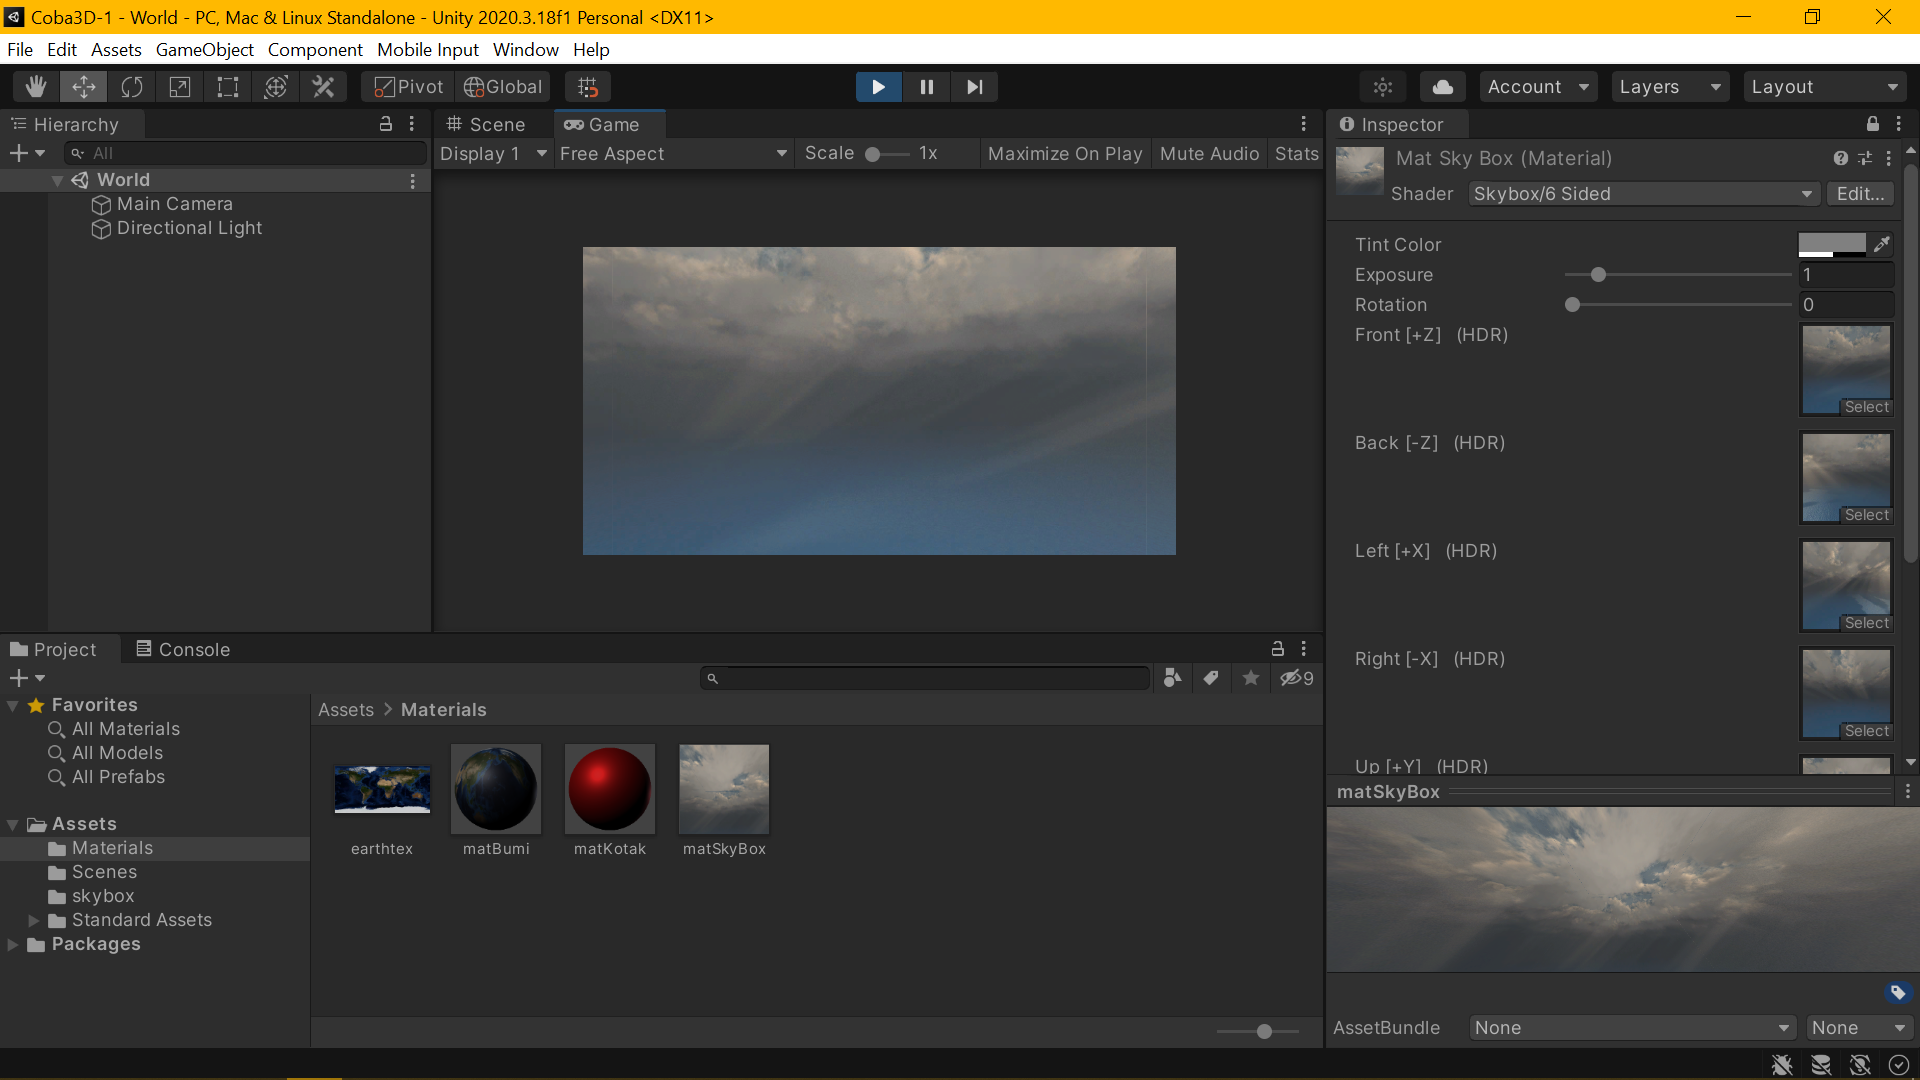 Coba3D-1 - World - PC, Mac & Linux Standalone - Unity 2020.3.18f1 Personal <DX11>
File Edit Assets GameObject Component Mobile Input Window Help
Pivot Global Account Layers Layout
Hierarchy
All
World
Main Camera
Directional Light
Scene Game
Display 1 Free Aspect Scale 1x Maximize On Play Mute Audio Stats
Inspector
Mat Sky Box (Material)
Shader Skybox/6 Sided Edit...
Tint Color
Exposure 1
Rotation 0
Front [+Z] (HDR)
Select
Back [-Z] (HDR)
Select
Left [+X] (HDR)
Select
Right [-X] (HDR)
Select
Up [+Y] (HDR)
matSkyBox
AssetBundle None None
Project Console
9
Favorites
All Materials
All Models
All Prefabs
Assets
Materials
Scenes
skybox
Standard Assets
Packages
Assets > Materials
earthtex matBumi matKotak matSkyBox